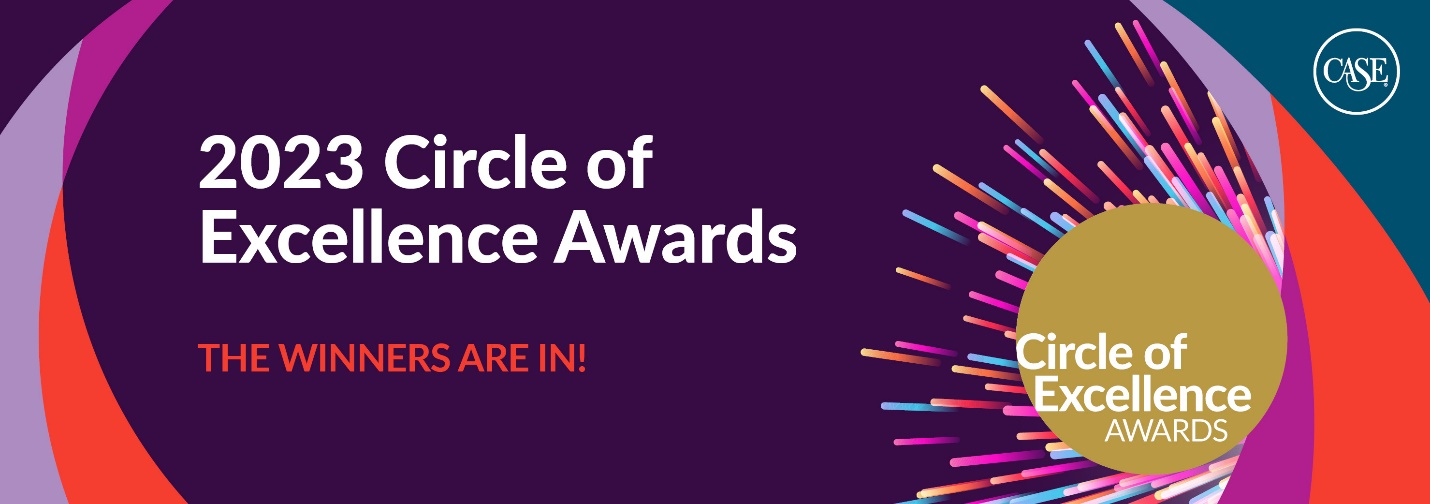 2023 Circle of
Excellence Awards
THE WINNERS ARE IN!
CASE®
Circle of
Excellence
AWARDS